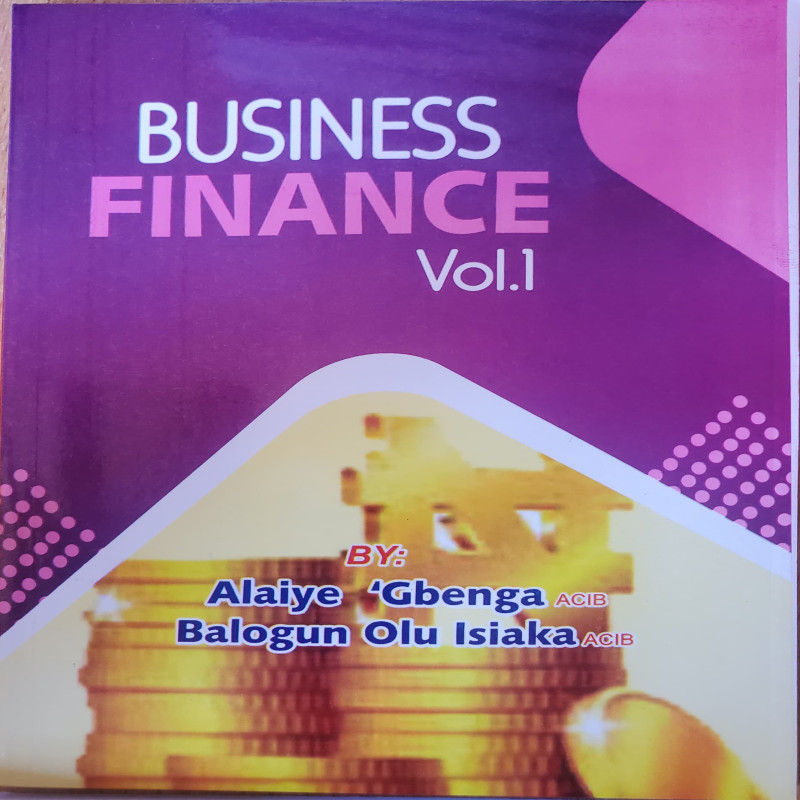 BUSINESS
FINANCE
Vol.1
BY:
Alaiye ‘Gbenga ACIB
Balogun Olu Isiaka ACIB